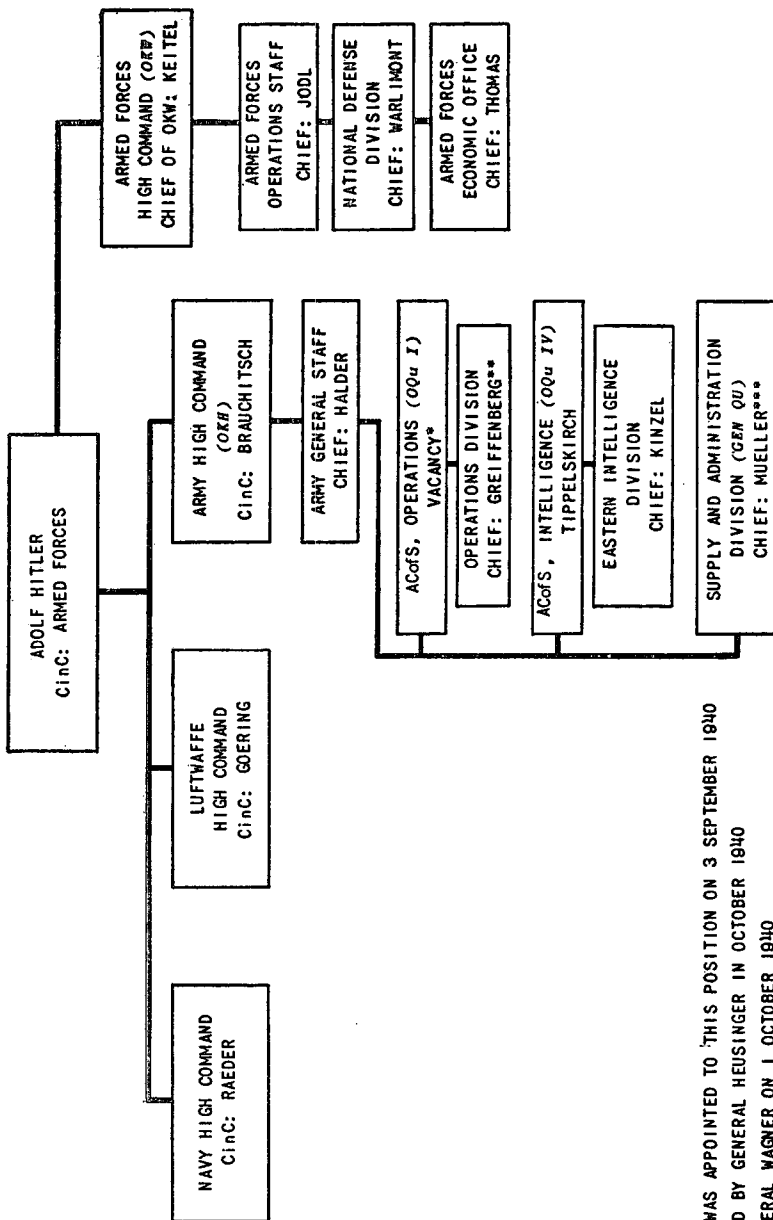 ADOLF HITLER
CinC: ARMED FORCES
NAVY HIGH COMMAND
CinC: RAEDER
LUFTWAFFE
HIGH COMMAND
CinC: GOERING
ARMY HIGH COMMAND
(OKH)
CinC: BRAUCHITSCH
ARMED FORCES
HIGH COMMAND (OKW)
CHIEF OF OKW: KEITEL
ARMY GENERAL STAFF
CHIEF: HALDER
ARMED FORCES
OPERATIONS STAFF
CHIEF: JODL
NATIONAL DEFENSE
DIVISION
CHIEF: WARLIMONT
ARMED FORCES
ECONOMIC OFFICE
CHIEF: THOMAS
ACofS, OPERATIONS (OQu I)
VACANCY*
OPERATIONS DIVISION
CHIEF: GREIFFENBERG**
ACofS, INTELLIGENCE (OQu IV)
TIPPELSKIRCH
EASTERN INTELLIGENCE
DIVISION
CHIEF: KINZEL
SUPPLY AND ADMINISTRATION
DIVISION (GEN QU)
CHIEF: MUELLER***
WAS APPOINTED TO THIS POSITION ON 3 SEPTEMBER 1940
D BY GENERAL HEUSINGER IN OCTOBER 1940
ERAL WAGNER ON 1 OCTOBER 1940